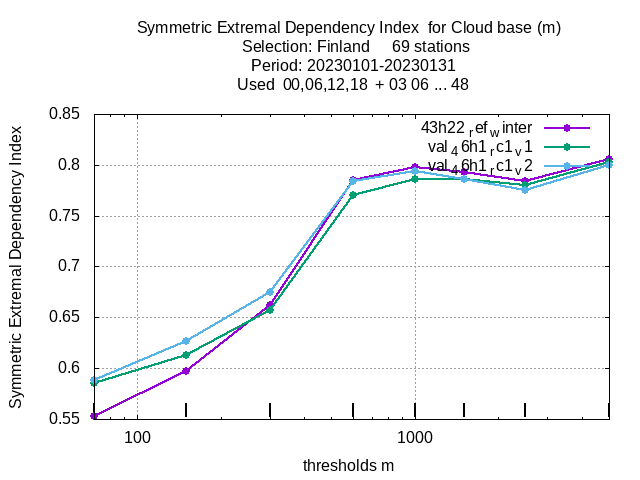 Symmetric Extremal Dependency Index  for Cloud base (m)
Selection: Finland     69 stations
Period: 20230101-20230131
Used  00,06,12,18  + 03 06 ... 48
Symmetric Extremal Dependency Index
0.85
0.8
0.75
0.7
0.65
0.6
0.55
43h22_ref_winter
val_46h1_rc1_v1
val_46h1_rc1_v2
100
1000
thresholds m